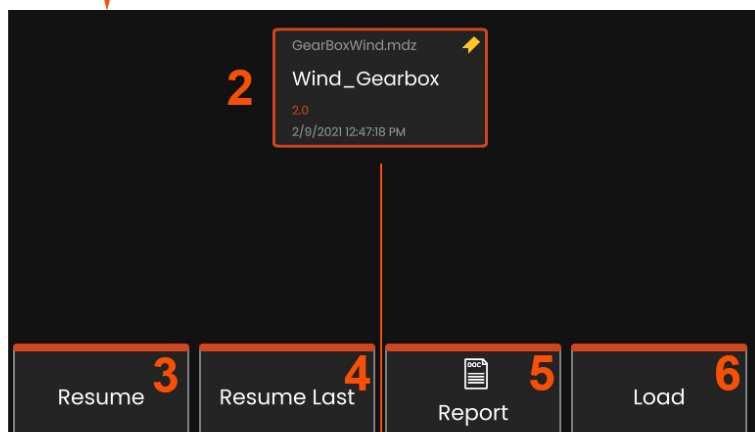 GearBoxWind.mdz
2 Wind_Gearbox
2.0
2/9/2021 12:47:18 PM
3 4 5 6
DOC
Resume Resume Last Report Load